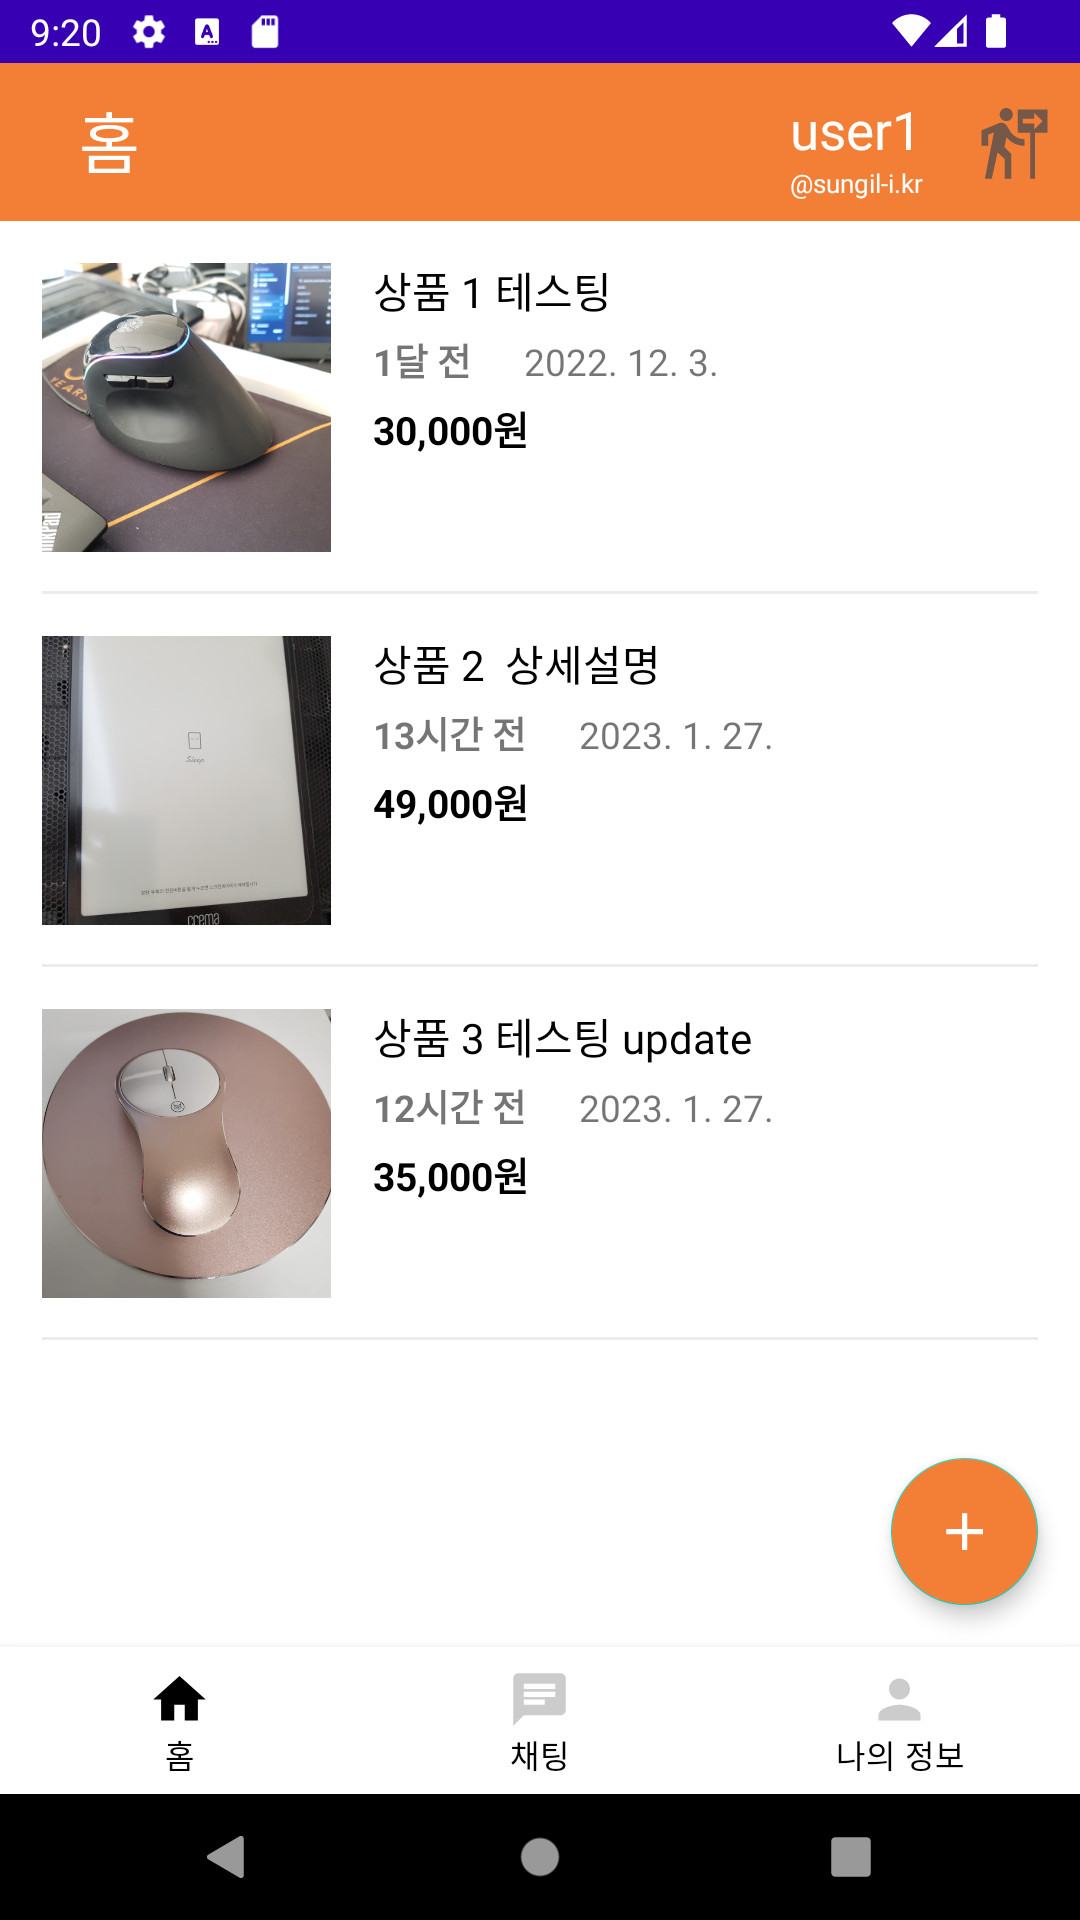 9:20
홈
user1
@sungil-i.kr
상품 1 테스팅
1달 전 2022. 12. 3.
30,000원
YEARS
상품 2  상세설명
13시간 전 2023. 1. 27.
49,000원
Sleep
crema
상품 3 테스팅 update
12시간 전 2023. 1. 27.
35,000원
홈
채팅
나의 정보